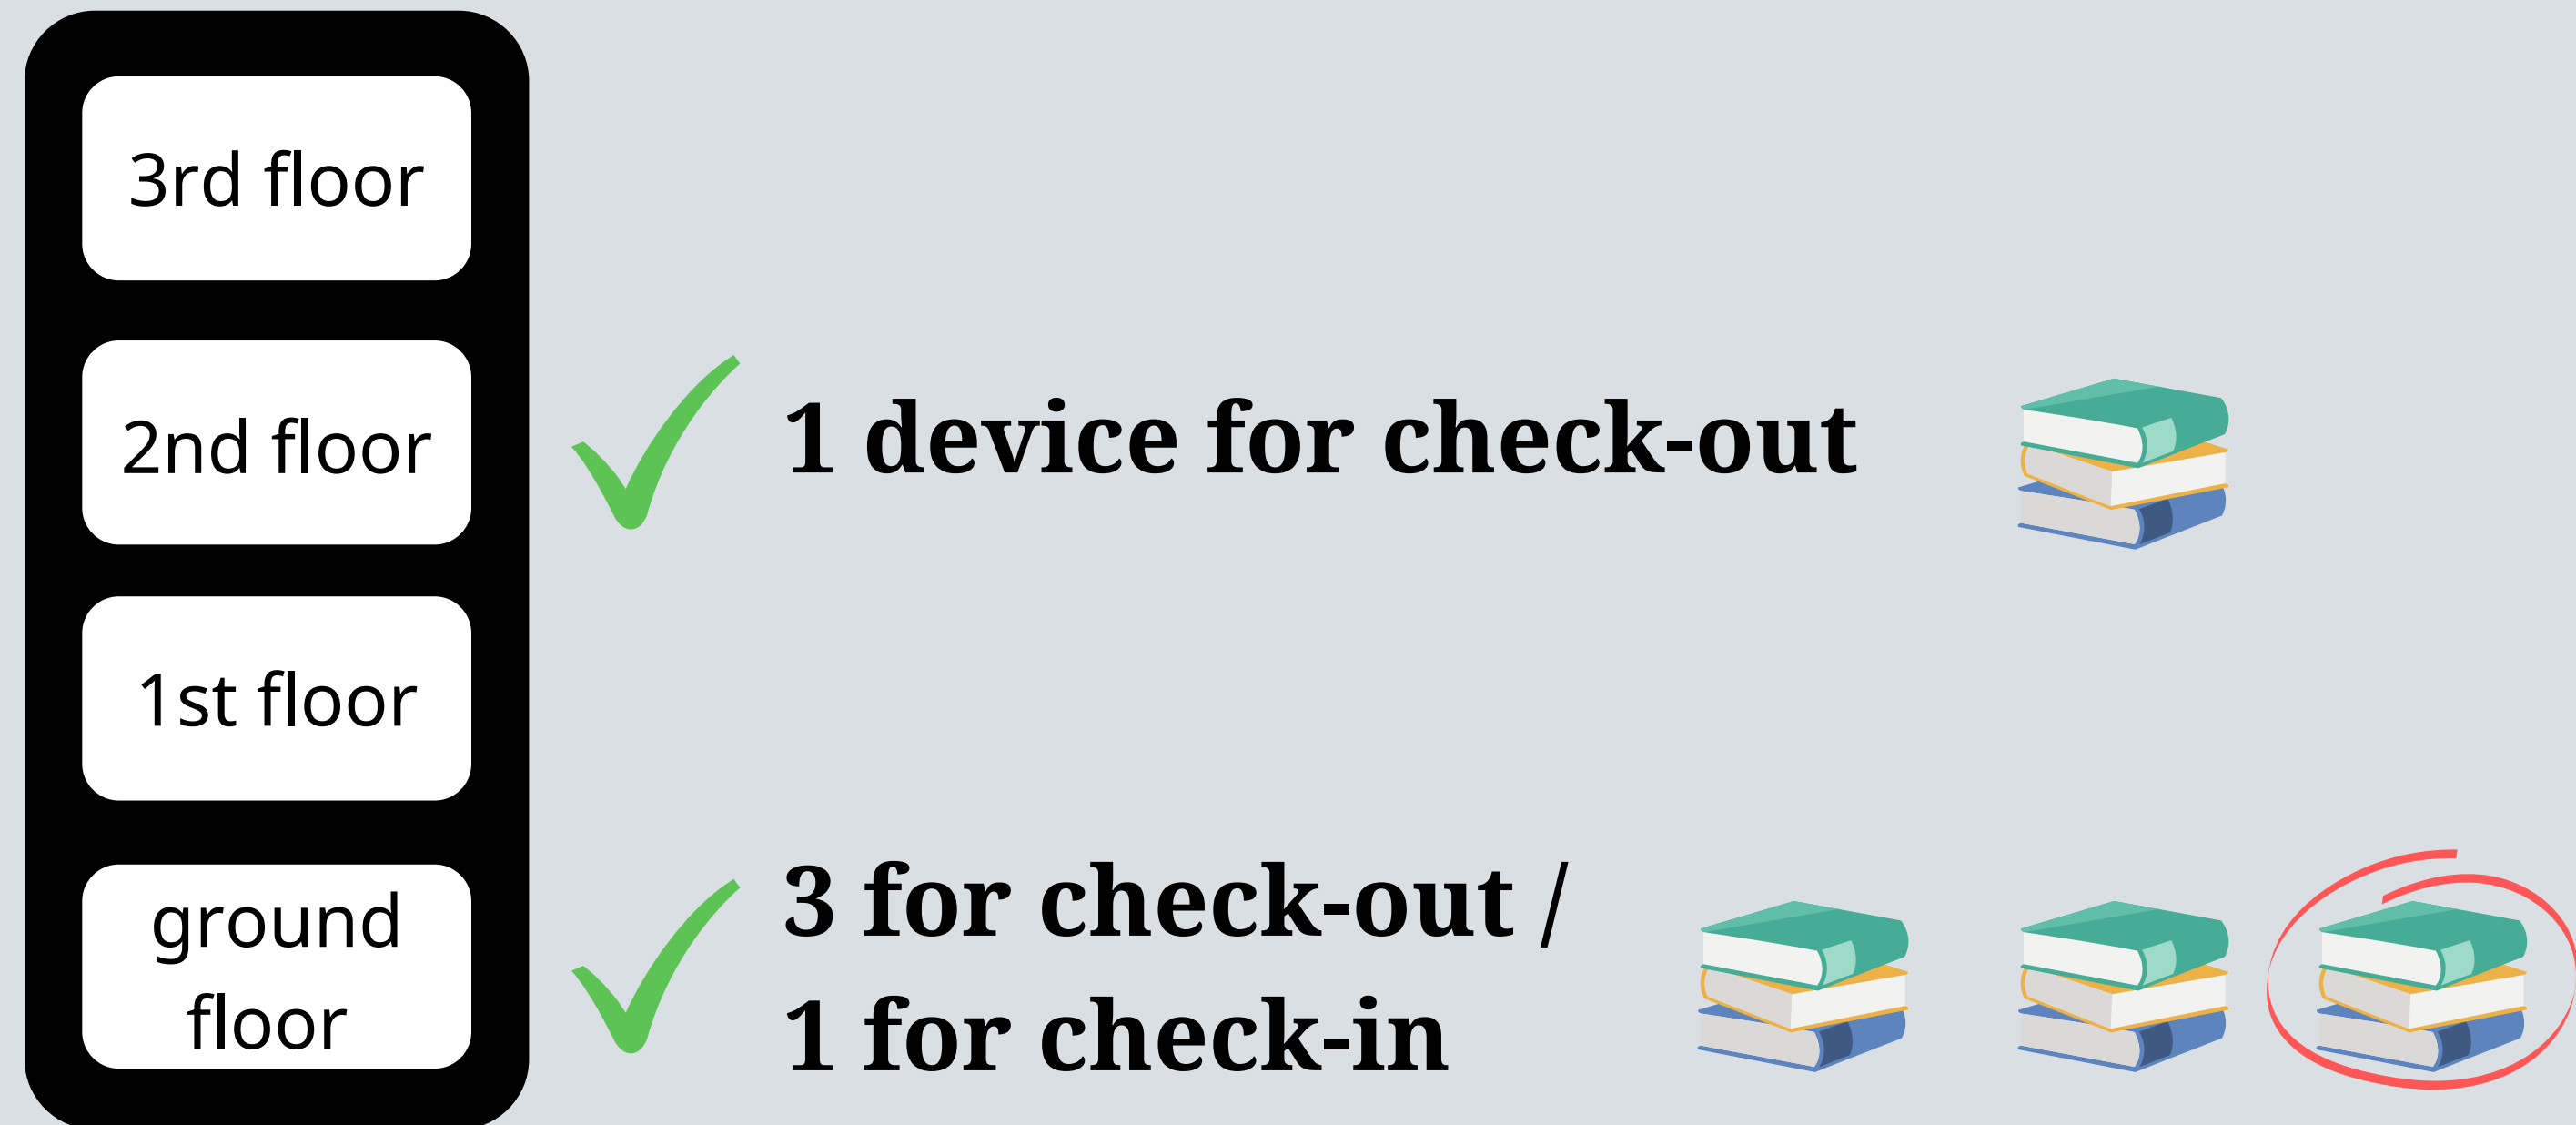 3rd floor
2nd floor
1 device for check-out
1st floor
ground
floor
3 for check-out /
1 for check-in